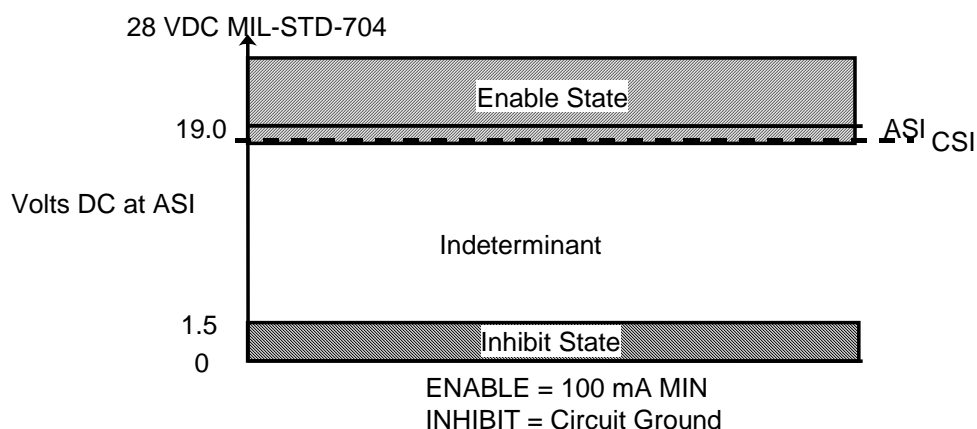 28 VDC MIL-STD-704
Enable State
19.0
ASI
CSI
Volts DC at ASI
Indeterminant
1.5
Inhibit State
0
ENABLE = 100 mA MIN
INHIBIT = Circuit Ground